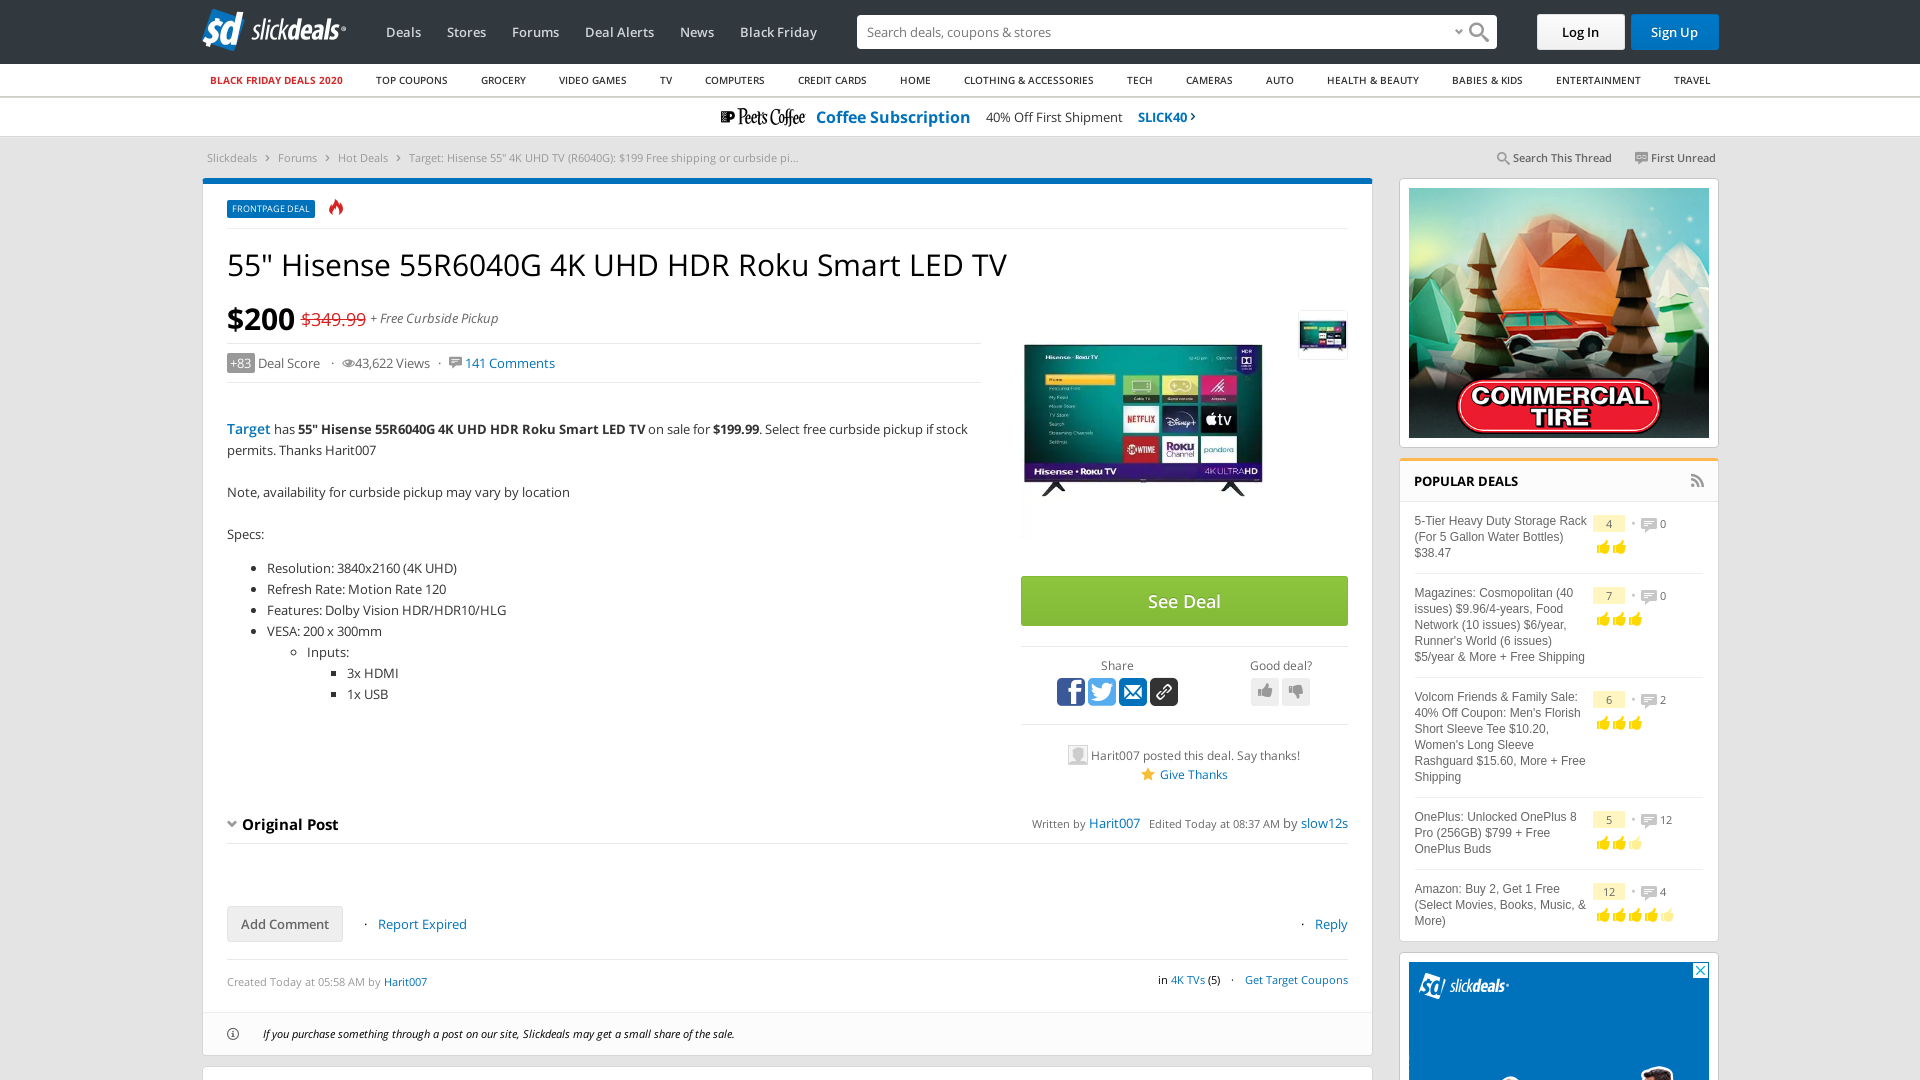 slickdeals
Deals
Stores
Forums
Deal Alerts
News
Black Friday
Search deals, coupons & stores
Log In
Sign Up
BLACK FRIDAY DEALS 2020
TOP COUPONS
GROCERY
VIDEO GAMES
TV
COMPUTERS
CREDIT CARDS
HOME
CLOTHING & ACCESSORIES
TECH
CAMERAS
AUTO
HEALTH & BEAUTY
BABIES & KIDS
ENTERTAINMENT
TRAVEL
Peet's Coffee
Coffee Subscription
40% Off First Shipment
SLICK40
Slickdeals > Forums > Hot Deals > Target: Hisense 55" 4K UHD TV (R6040G): $199 Free shipping or curbside pi...
Search This Thread
First Unread
FRONTPAGE DEAL
55" Hisense 55R6040G 4K UHD HDR Roku Smart LED TV
$200 $349.99 + Free Curbside Pickup
+83 Deal Score · 43,622 Views · 141 Comments
Target has 55" Hisense 55R6040G 4K UHD HDR Roku Smart LED TV on sale for $199.99. Select free curbside pickup if stock
permits. Thanks Harit007
Note, availability for curbside pickup may vary by location
Specs:
Resolution: 3840x2160 (4K UHD)
Refresh Rate: Motion Rate 120
Features: Dolby Vision HDR/HDR10/HLG
VESA: 200 x 300mm
Inputs:
3x HDMI
1x USB
Hisense · Roku TV
HDR
Home
NETFLIX
Disney+
tv
SHOWTIME
Roku
Channel
pandora
Hisense • Roku TV
4K ULTRAHD
See Deal
Share
Good deal?
Harit007 posted this deal. Say thanks!
Give Thanks
Original Post
Written by Harit007 Edited Today at 08:37 AM by slow12s
Add Comment
· Report Expired
· Reply
Created Today at 05:58 AM by Harit007
in 4K TVs (5) · Get Target Coupons
If you purchase something through a post on our site, Slickdeals may get a small share of the sale.
COMMERCIAL
TIRE
POPULAR DEALS
5-Tier Heavy Duty Storage Rack
(For 5 Gallon Water Bottles)
$38.47
4 • 0
Magazines: Cosmopolitan (40
issues) $9.96/4-years, Food
Network (10 issues) $6/year,
Runner's World (6 issues)
$5/year & More + Free Shipping
7 • 0
Volcom Friends & Family Sale:
40% Off Coupon: Men's Florish
Short Sleeve Tee $10.20,
Women's Long Sleeve
Rashguard $15.60, More + Free
Shipping
6 • 2
OnePlus: Unlocked OnePlus 8
Pro (256GB) $799 + Free
OnePlus Buds
5 • 12
Amazon: Buy 2, Get 1 Free
(Select Movies, Books, Music, &
More)
12 • 4
slickdeals